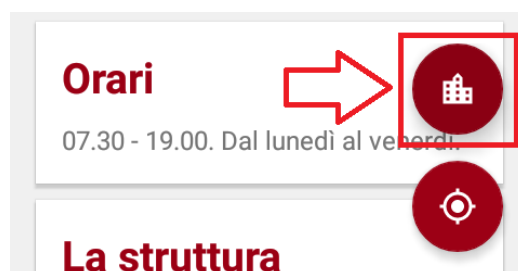 Orari
07.30 - 19.00. Dal lunedì al venerdì.
La struttura